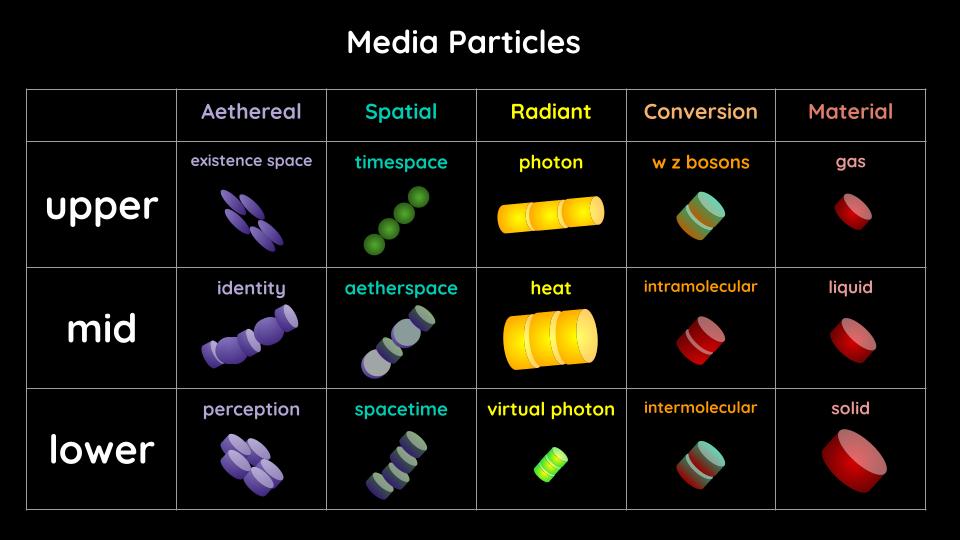 Media Particles
Aethereal Spatial Radiant Conversion Material
upper existence space timespace photon w z bosons gas
mid identity aetherspace heat intramolecular liquid
lower perception spacetime virtual photon intermolecular solid